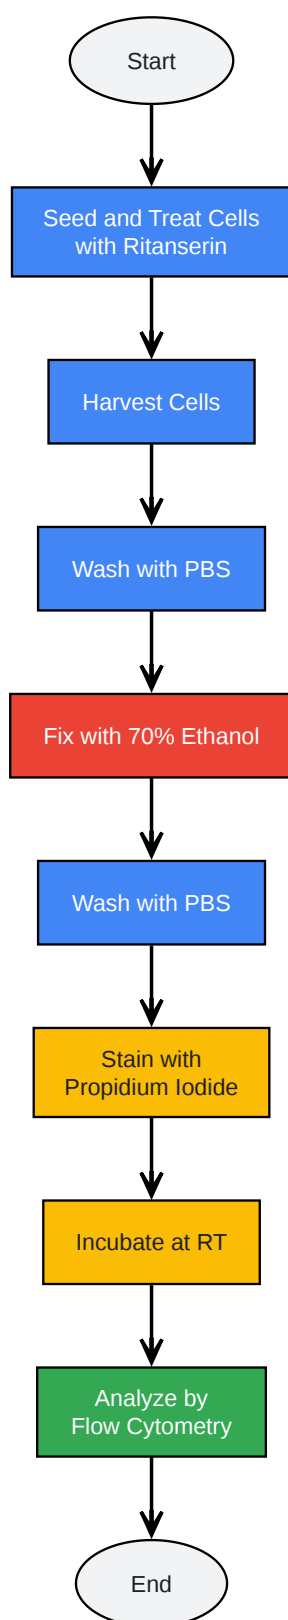 Start
Seed and Treat Cells
with Ritanserin
Harvest Cells
Wash with PBS
Fix with 70% Ethanol
Wash with PBS
Stain with
Propidium Iodide
Incubate at RT
Analyze by
Flow Cytometry
End